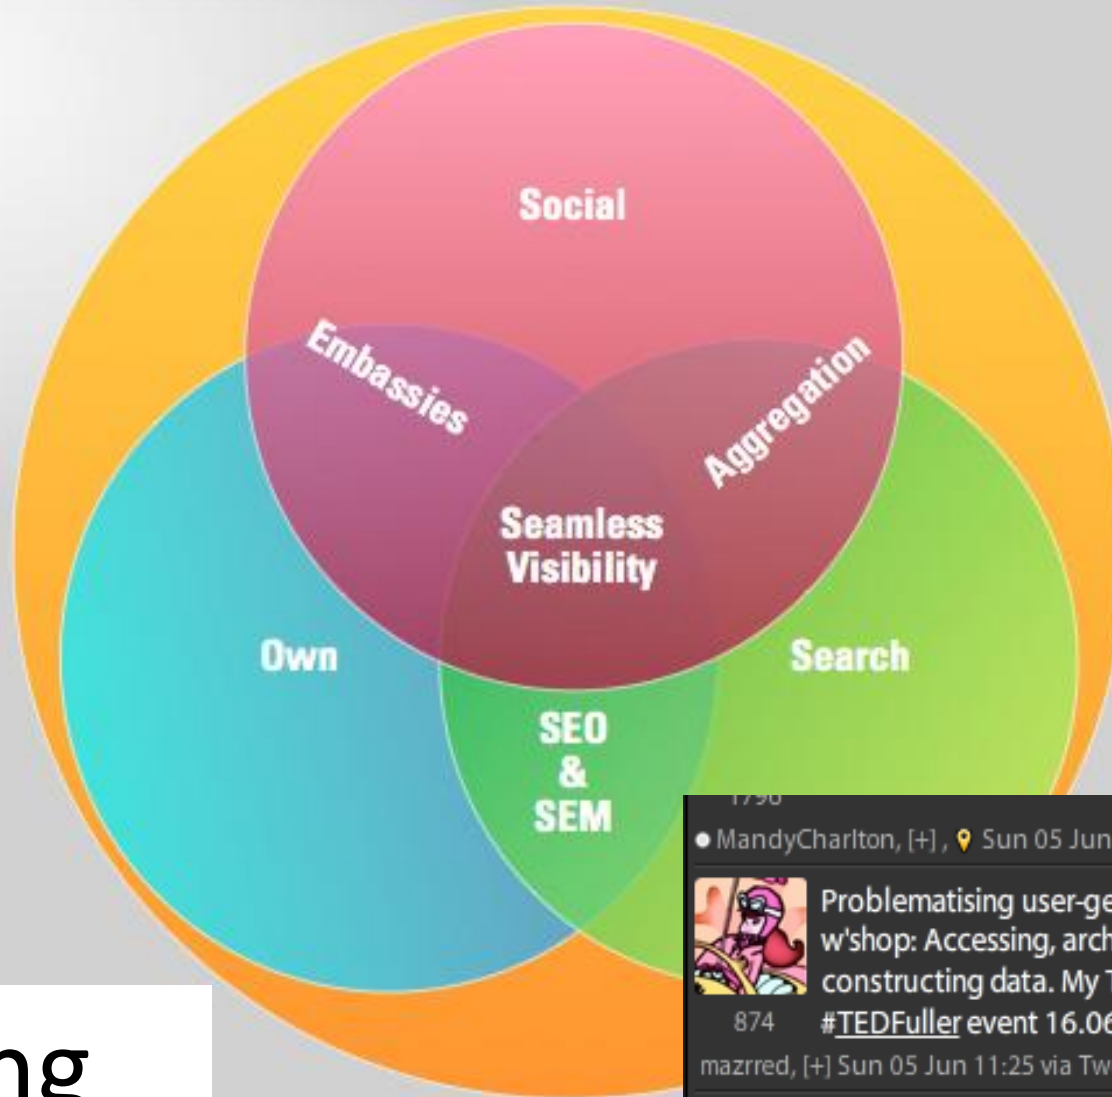 Social
Embassies
Aggregation
Seamless
Visibility
Own
Search
SEO
&
SEM
1790
MandyCharlton, [+] , Sun 05 Jun
Problematising user-ge
w'shop: Accessing, arch
constructing data. My T
#TEDFuller event 16.06
874
mazrred, [+] Sun 05 Jun 11:25 via Tw
ng